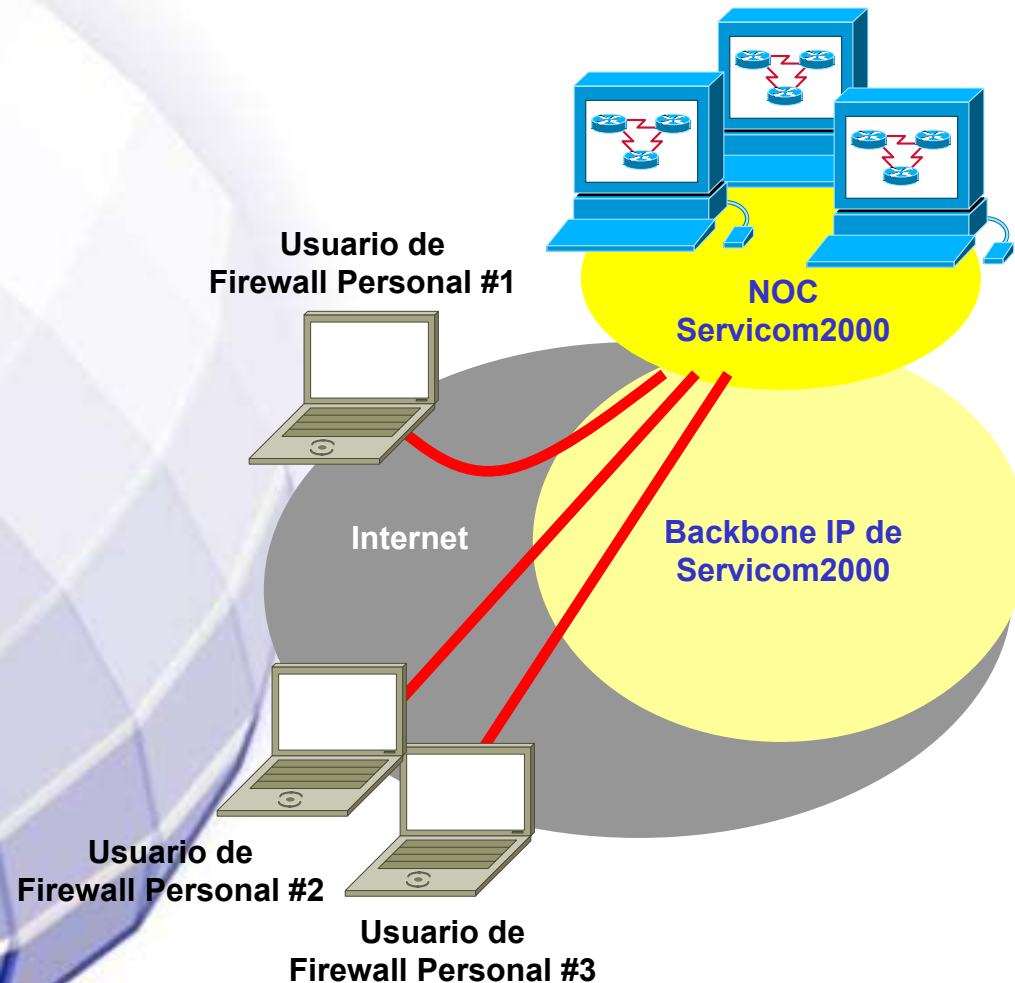 Usuario de
Firewall Personal #1
NOC
Servicom2000
Internet
Backbone IP de
Servicom2000
Usuario de
Firewall Personal #2
Usuario de
Firewall Personal #3